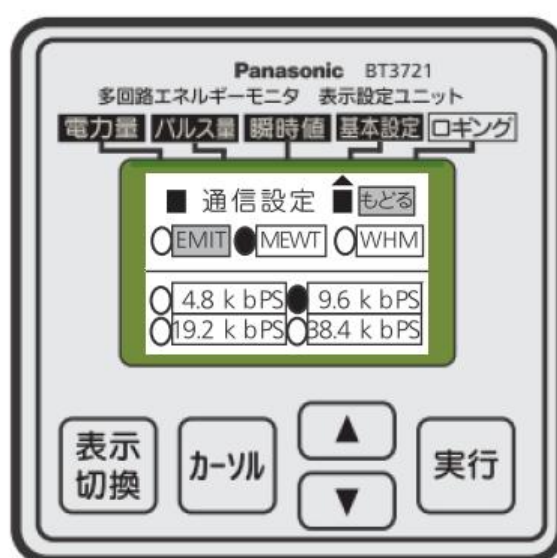 Panasonic BT3721
多回路エネルギーモニタ 表示設定ユニット
電力量 パルス量 瞬時値 基本設定 ロギング
■ 通信設定 もどる
EMIT MEWT WHM
4.8 k bPS 9.6 k bPS
19.2 k bPS 38.4 k bPS
表示切換 カーソル ▲ ▼ 実行